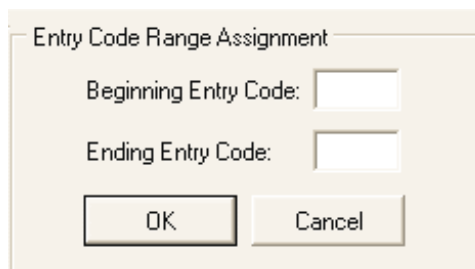 Entry Code Range Assignment
Beginning Entry Code:
Ending Entry Code:
OK Cancel